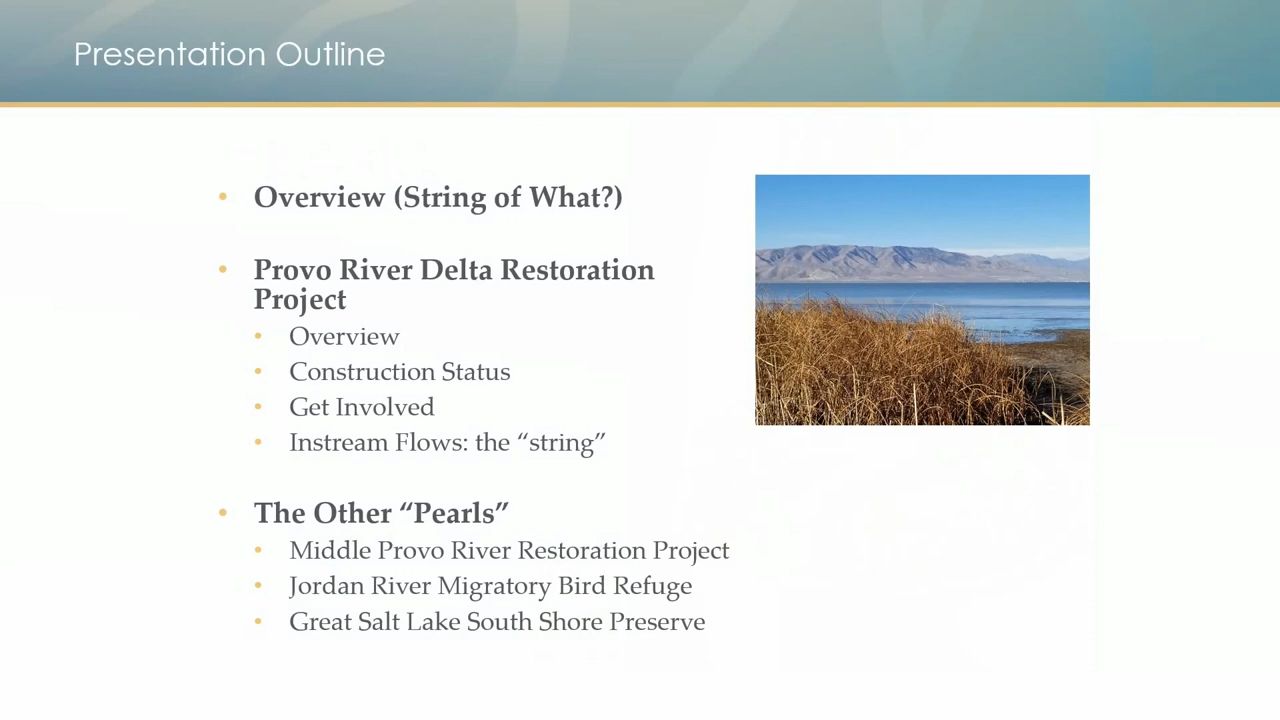 Presentation Outline
• Overview (String of What?)
• Provo River Delta Restoration
Project
• Overview
• Construction Status
• Get Involved
• Instream Flows: the “string”
• The Other “Pearls”
• Middle Provo River Restoration Project
• Jordan River Migratory Bird Refuge
• Great Salt Lake South Shore Preserve